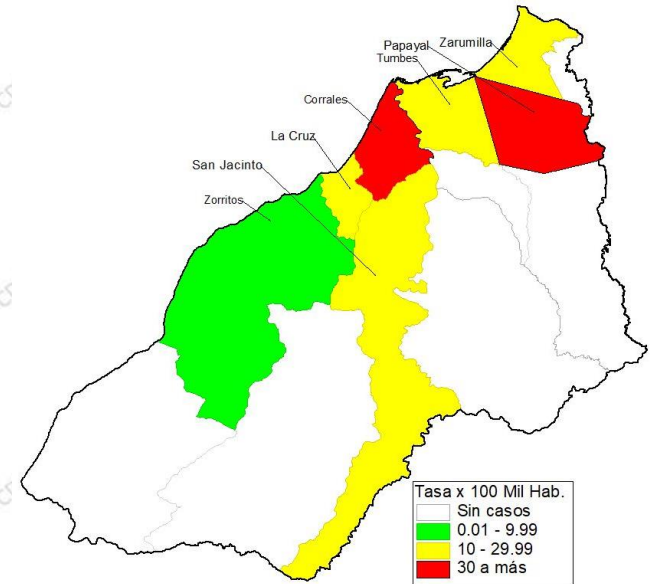 Zarumilla
Papayal
Tumbes
Corrales
La Cruz
San Jacinto
Zorritos
Tasa x 100 Mil Hab.
Sin casos
0.01 - 9.99
10 - 29.99
30 a más